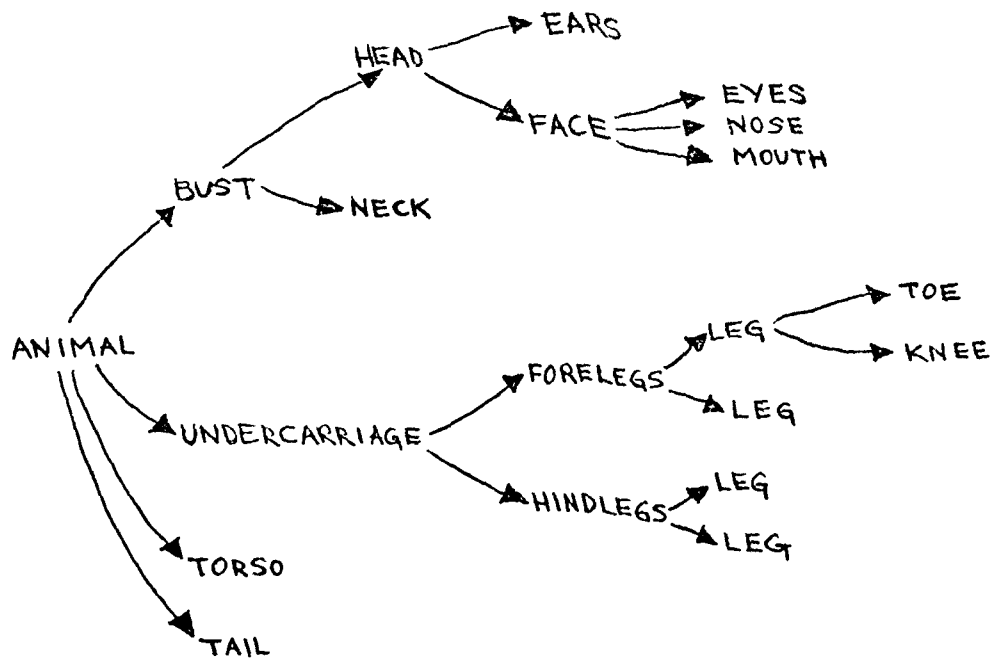 EARS
HEAD
EYES
FACE
NOSE
MOUTH
BUST
NECK
TOE
LEG
ANIMAL
KNEE
FORELEGS
LEG
UNDERCARRIAGE
LEG
HINDLEGS
LEG
TORSO
TAIL